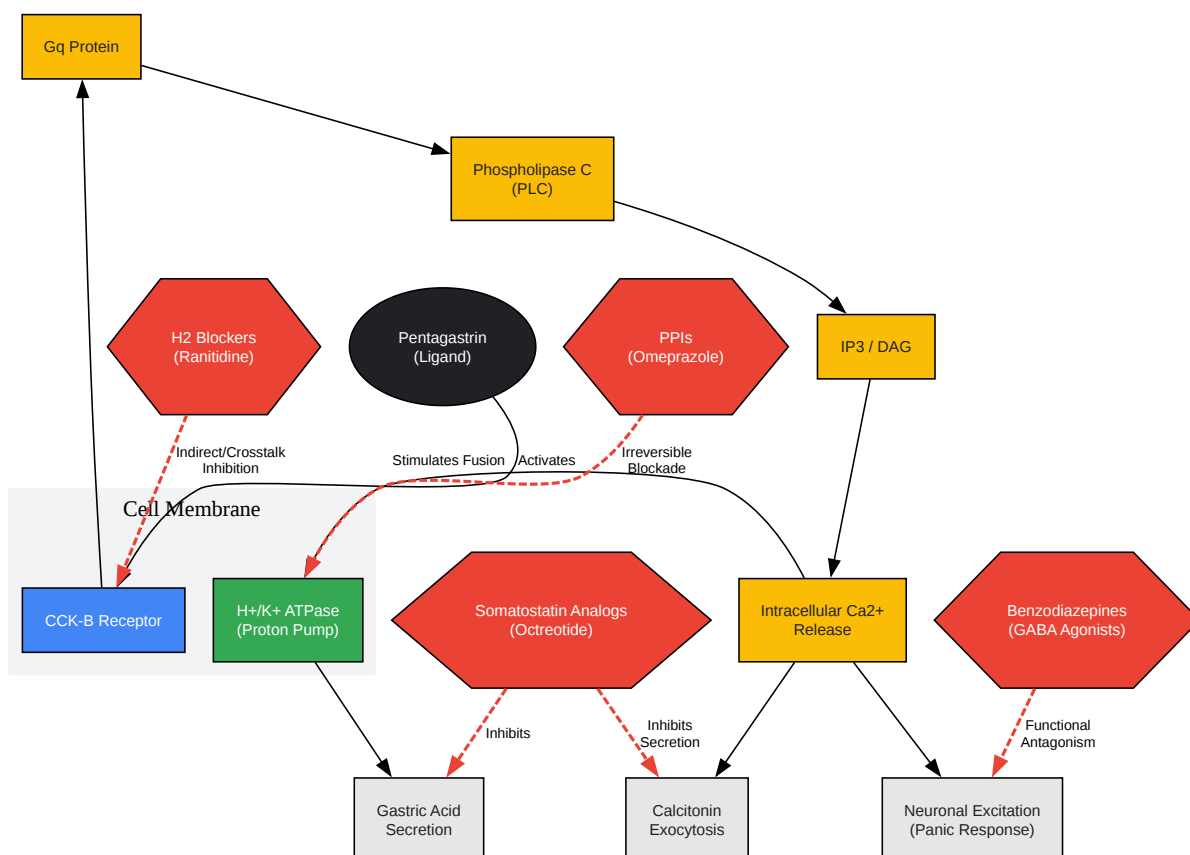 Gq Protein
Phospholipase C
(PLC)
H2 Blockers
(Ranitidine)
Pentagastrin
(Ligand)
PPIs
(Omeprazole)
IP3 / DAG
Indirect/Crosstalk
Inhibition
Stimulates Fusion
Activates
Irreversible
Blockade
Cell Membrane
CCK-B Receptor
H+/K+ ATPase
(Proton Pump)
Somatostatin Analogs
(Octreotide)
Intracellular Ca2+
Release
Benzodiazepines
(GABA Agonists)
Inhibits
Inhibits
Secretion
Functional
Antagonism
Gastric Acid
Secretion
Calcitonin
Exocytosis
Neuronal Excitation
(Panic Response)